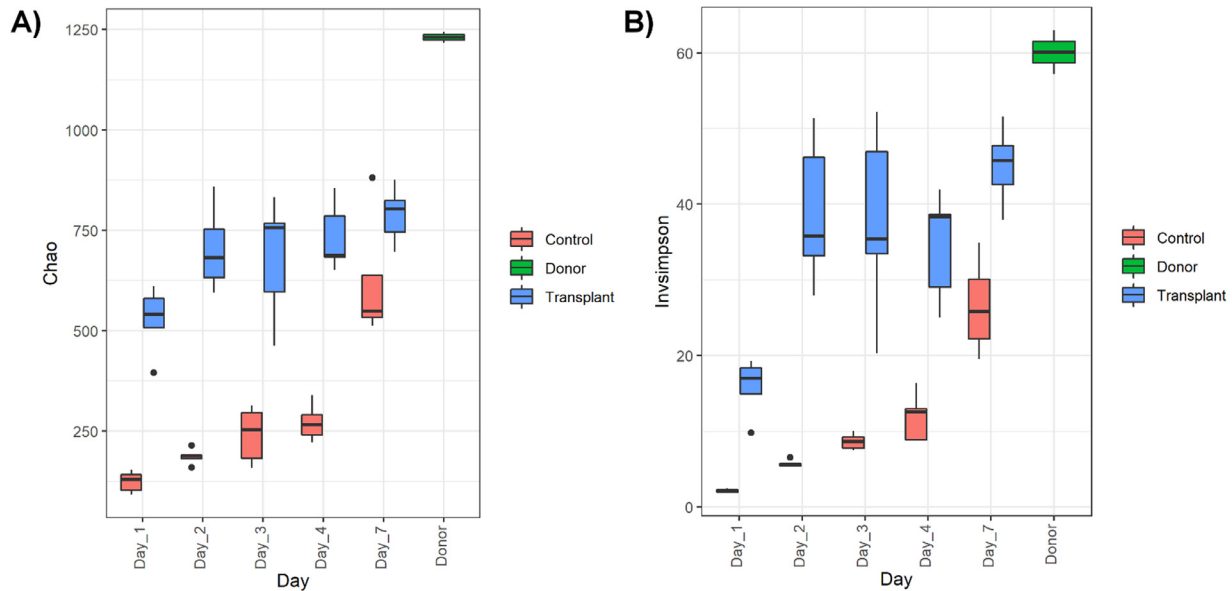 A)
1250
1000
750
500
250
Chao
Day_1
Day_2
Day_3
Day_4
Day_7
Donor
Day
Control
Donor
Transplant
B)
60
40
20
0
Invsimpson
Day_1
Day_2
Day_3
Day_4
Day_7
Donor
Day
Control
Donor
Transplant